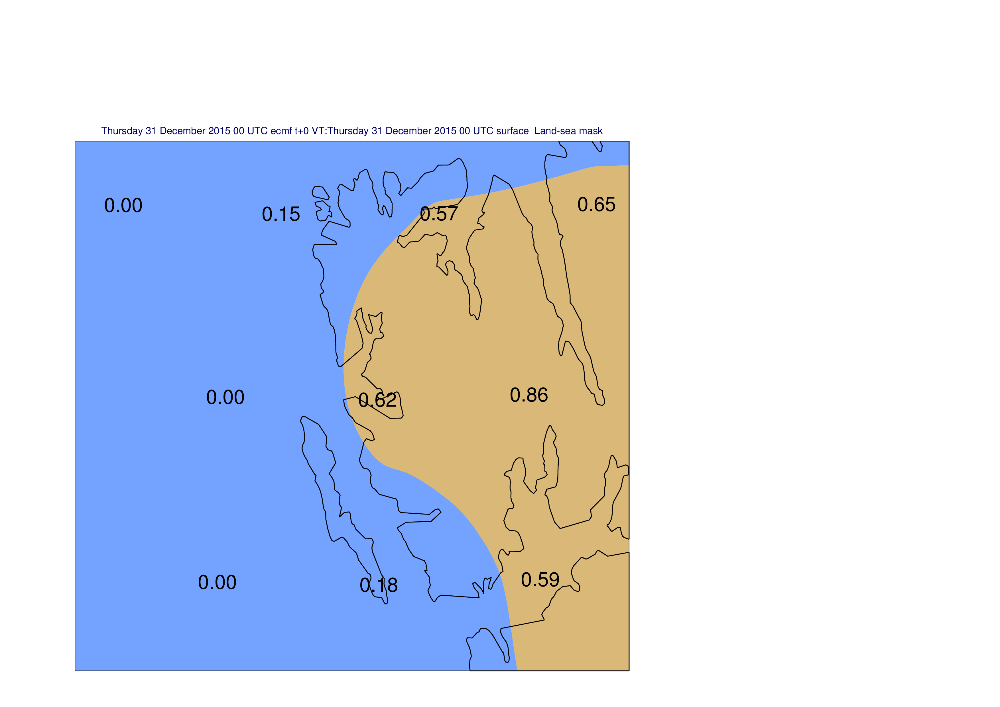 Thursday 31 December 2015 00 UTC ecmf t+0 VT:Thursday 31 December 2015 00 UTC surface  Land-sea mask
0.00 0.15 0.57 0.65
0.00 0.62 0.86
0.00 0.18 0.59